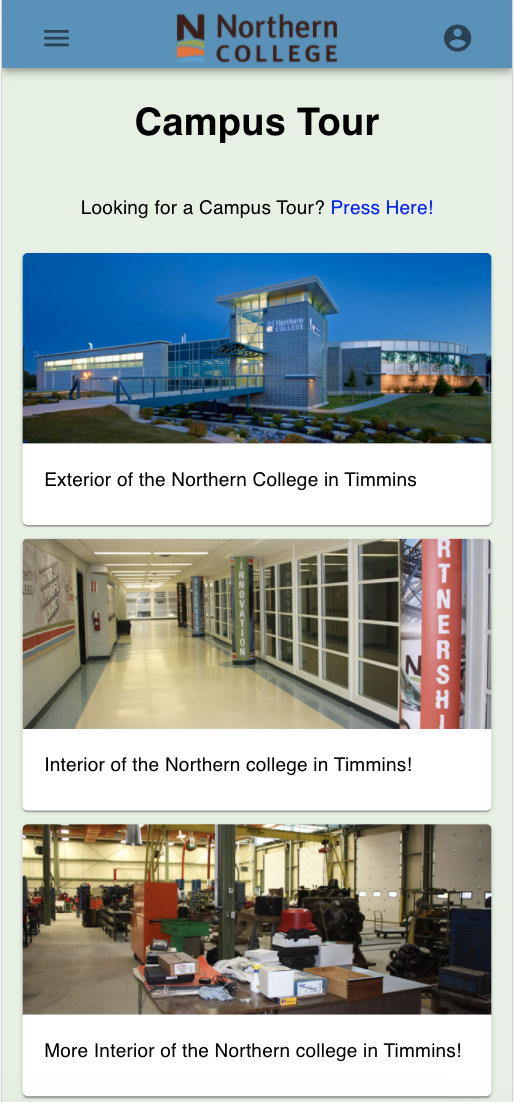 Northern
COLLEGE
Campus Tour
Looking for a Campus Tour? Press Here!
Northern
COLLEGE
Exterior of the Northern College in Timmins
INNOVATION
RTNERSHI
Interior of the Northern college in Timmins!
More Interior of the Northern college in Timmins!